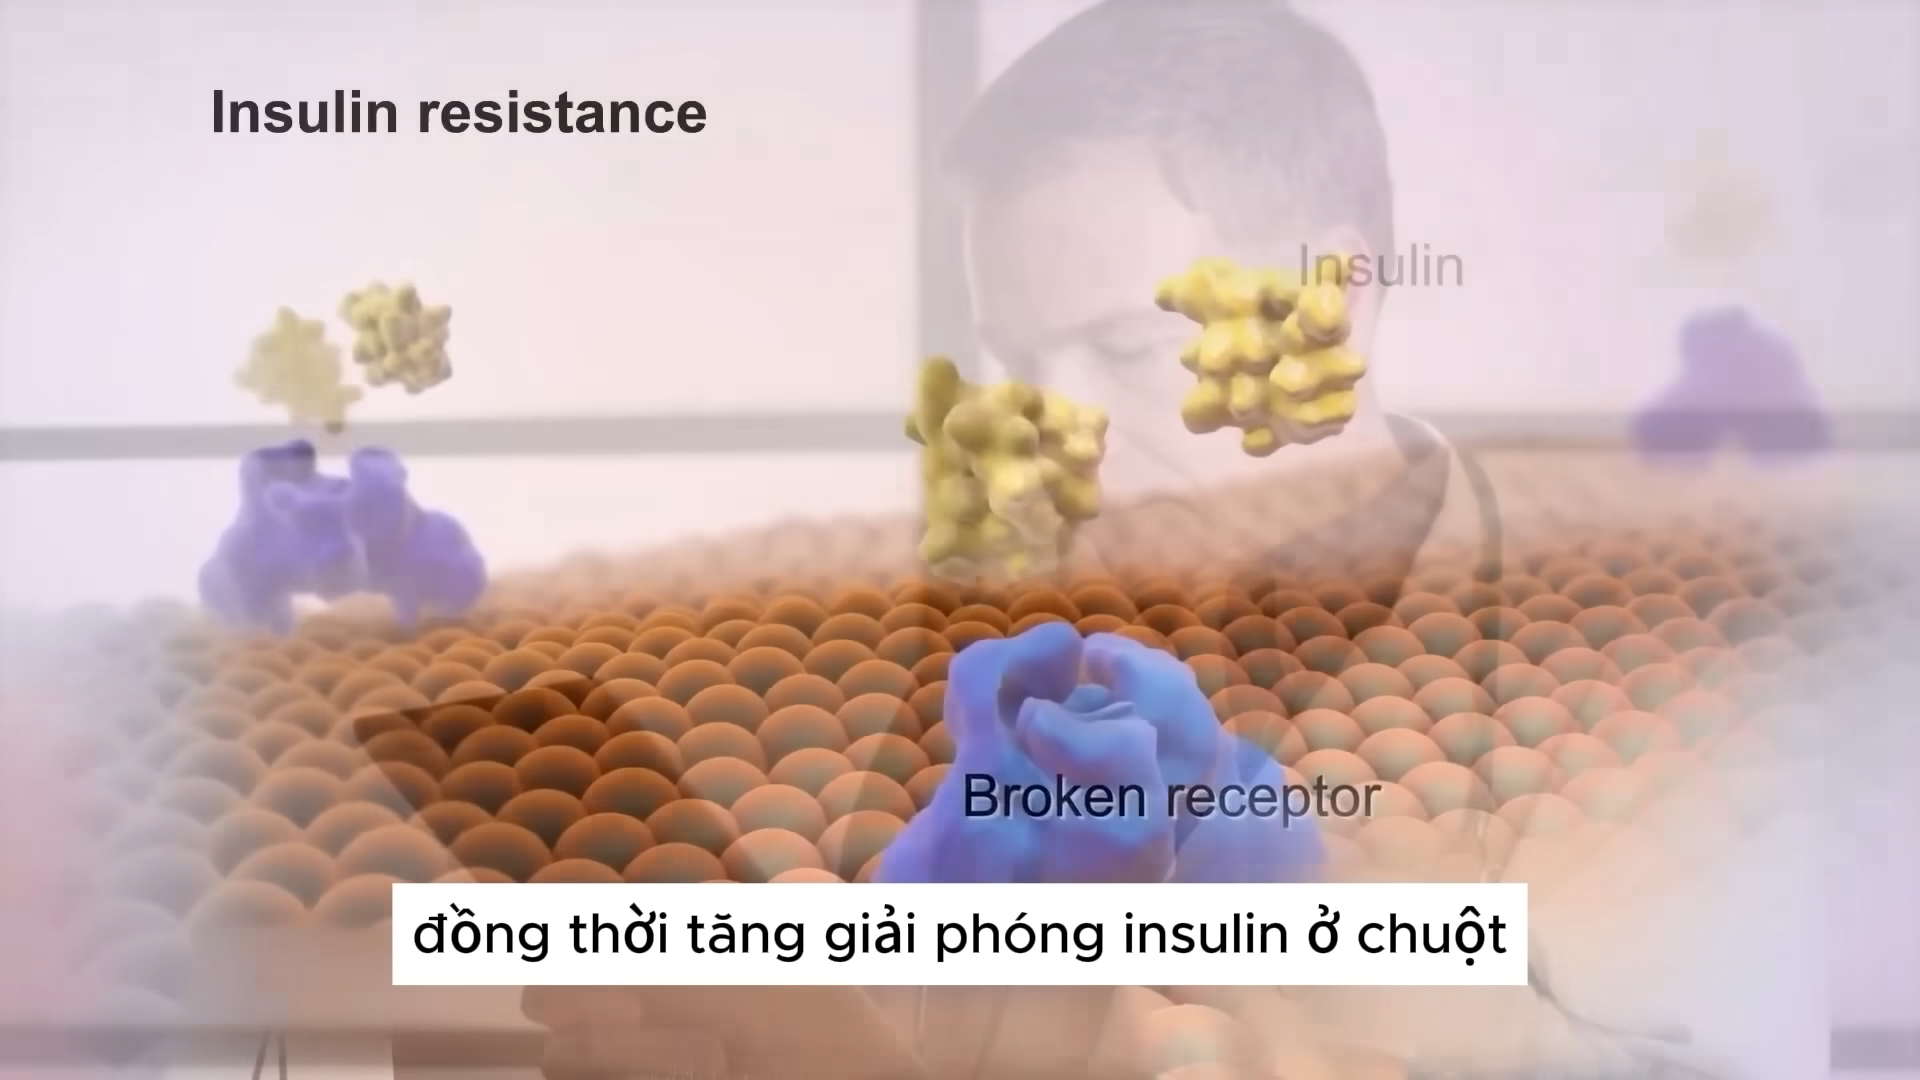 Insulin resistance
Insulin
Broken receptor
đồng thời tăng giải phóng insulin ở chuột